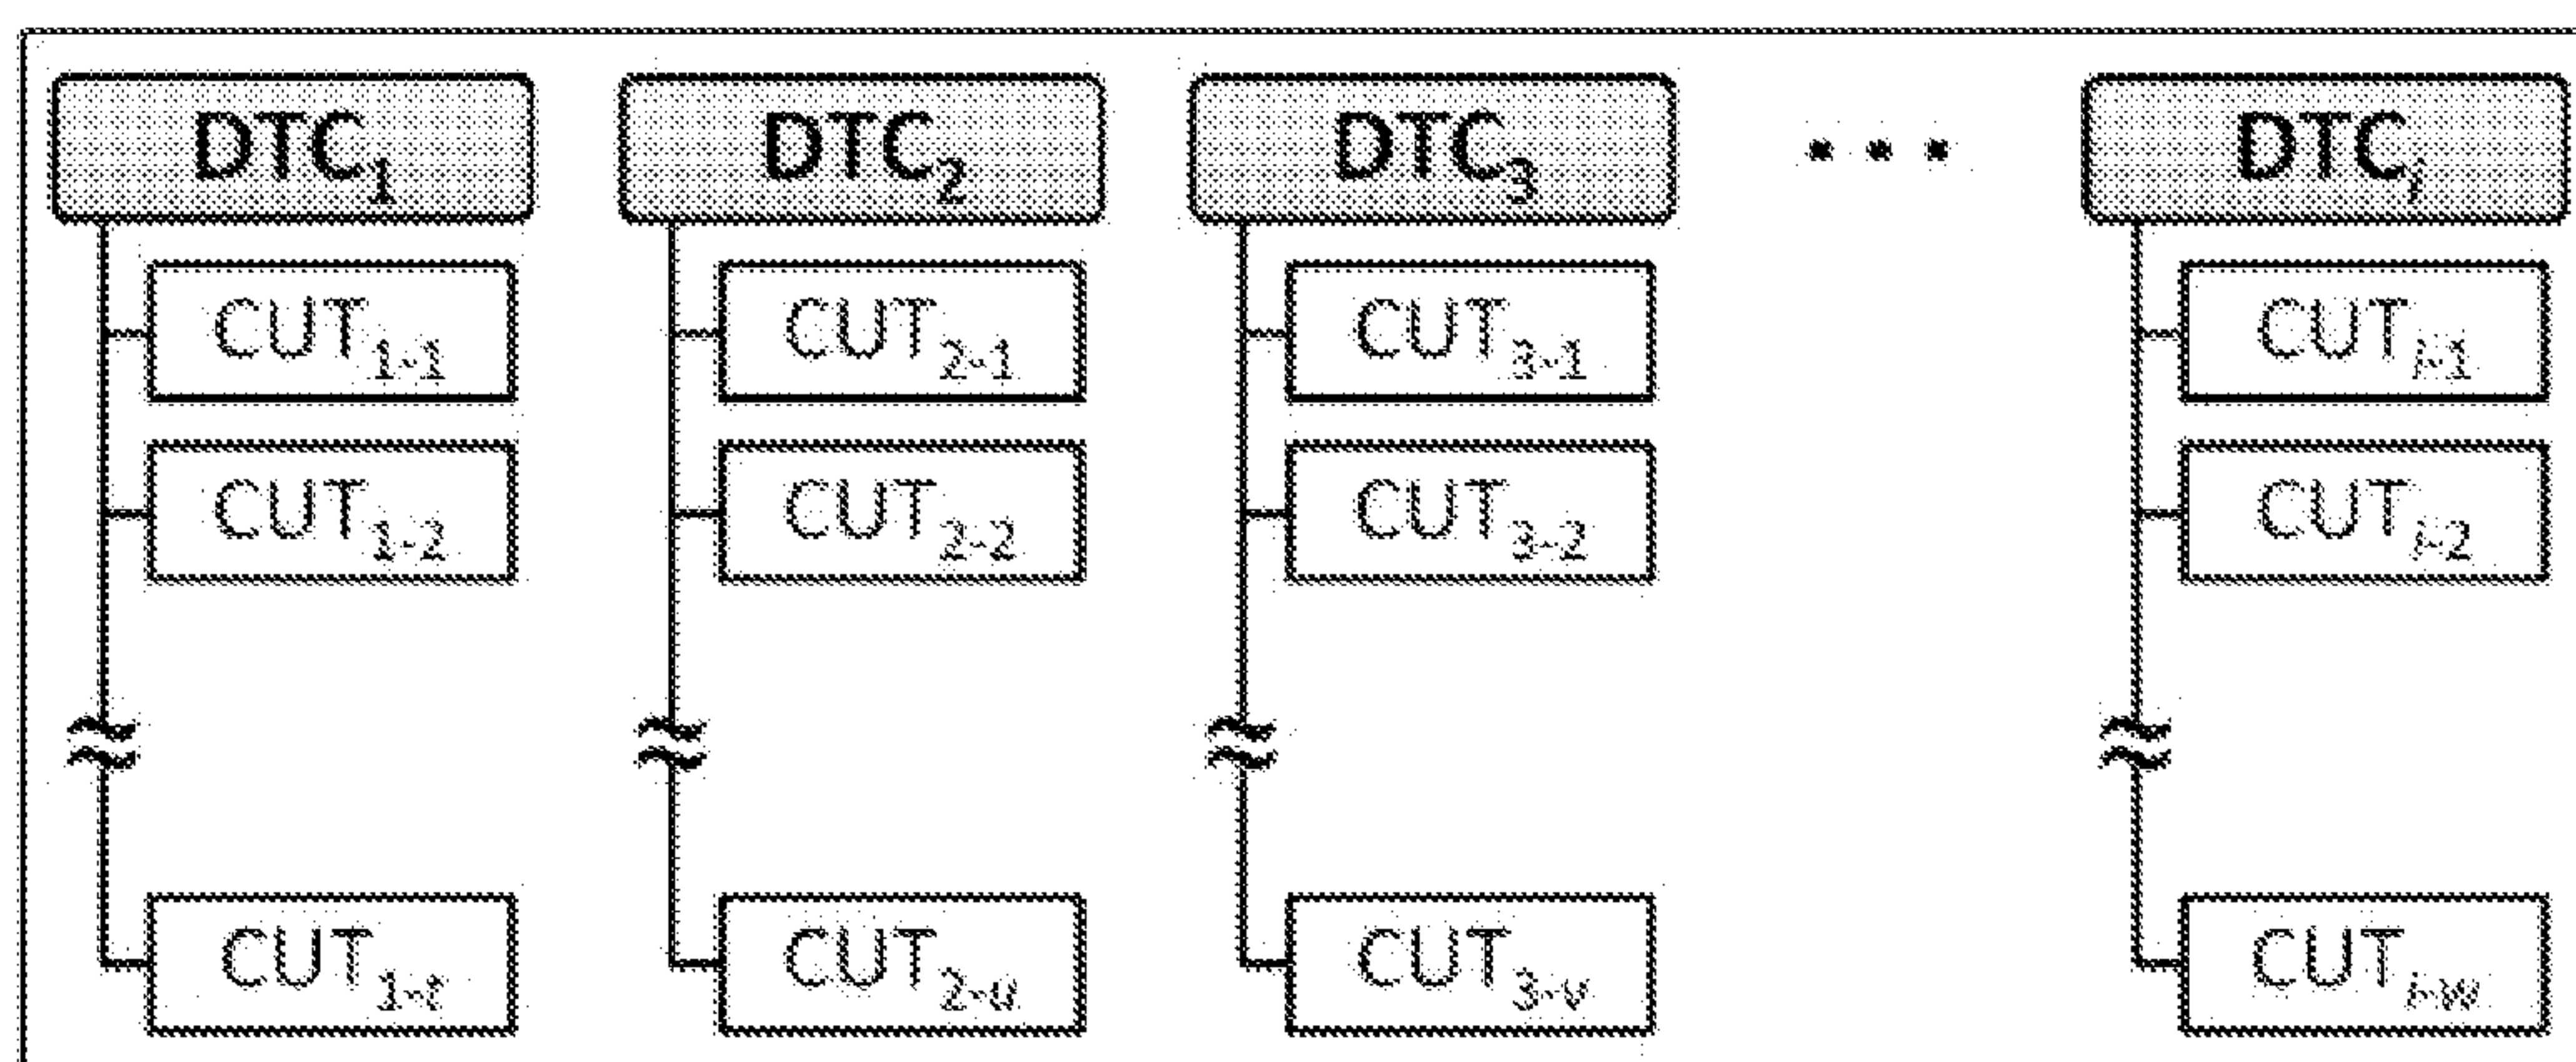 DTC₁ DTC₂ DTC₃ ... DTCᵢ
CUT₁₋₁ CUT₂₋₁ CUT₃₋₁ CUTᵢ₋₁
CUT₁₋₂ CUT₂₋₂ CUT₃₋₂ CUTᵢ₋₂
CUT₁₋ₜ CUT₂₋ᵤ CUT₃₋ᵥ CUTᵢ₋w